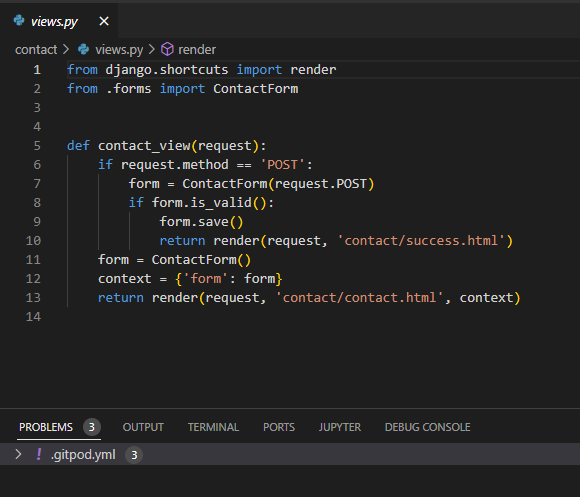 views.py
contact > views.py > render
1 from django.shortcuts import render
2 from .forms import ContactForm
3
4
5 def contact_view(request):
6     if request.method == 'POST':
7         form = ContactForm(request.POST)
8         if form.is_valid():
9             form.save()
10             return render(request, 'contact/success.html')
11     form = ContactForm()
12     context = {'form': form}
13     return render(request, 'contact/contact.html', context)
14
PROBLEMS 3 OUTPUT TERMINAL PORTS JUPYTER DEBUG CONSOLE
> ! .gitpod.yml 3